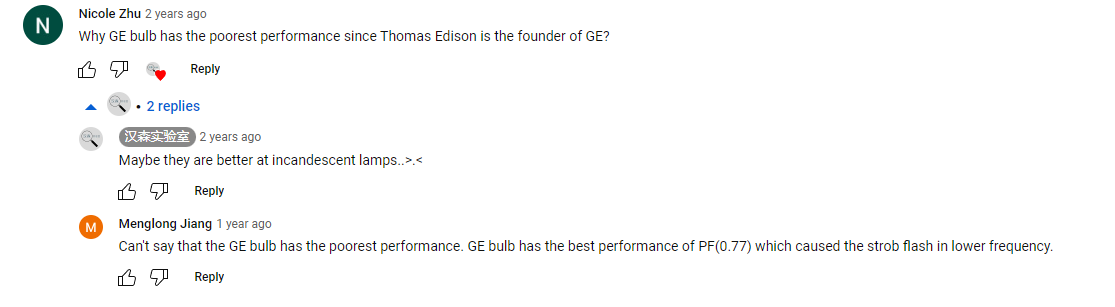 N
Nicole Zhu 2 years ago
Why GE bulb has the poorest performance since Thomas Edison is the founder of GE?
Reply
• 2 replies
汉森实验室 2 years ago
Maybe they are better at incandescent lamps..>.<
Reply
M
Menglong Jiang 1 year ago
Can't say that the GE bulb has the poorest performance. GE bulb has the best performance of PF(0.77) which caused the strob flash in lower frequency.
Reply